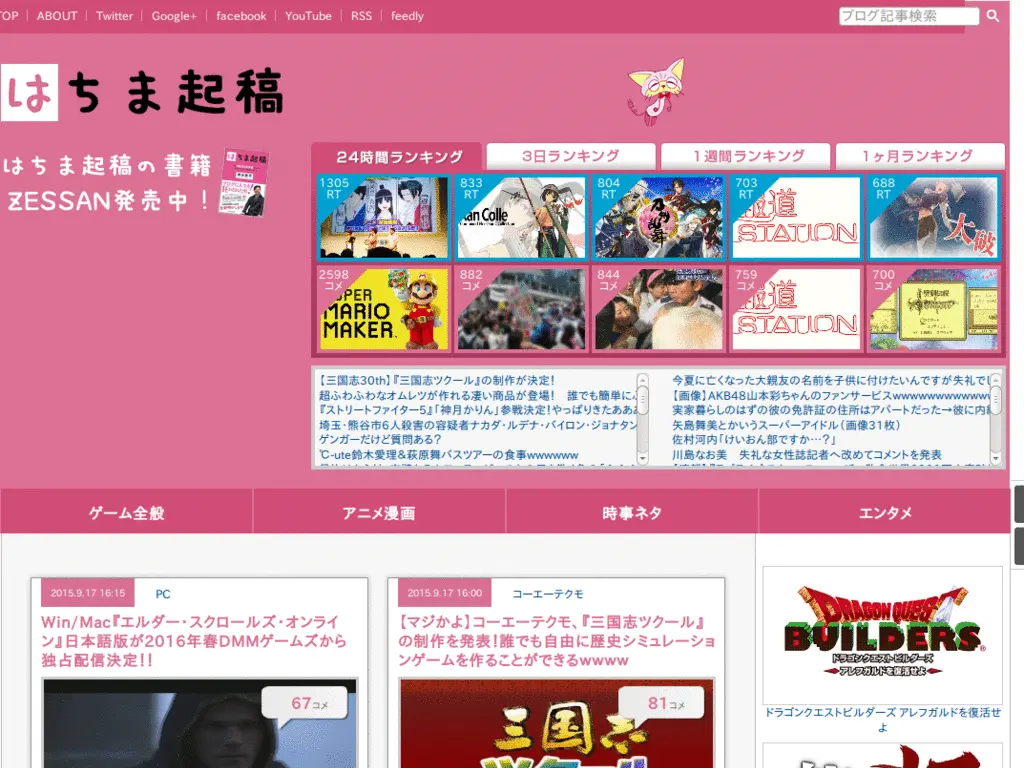 TOP ABOUT Twitter Google+ facebook YouTube RSS feedly
ブログ記事検索
はちま起稿
はちま起稿の書籍
ZESSAN発売中！
24時間ランキング 3日ランキング 1週間ランキング 1ヶ月ランキング
1305 RT
833 RT
Kan Colle
804 RT
刀剣乱舞
703 RT
STATION
688 RT
大破
2598 コメ
SUPER MARIO MAKER
882 コメ
844 コメ
759 コメ
STATION
700 コメ
【三国志30th】『三国志ツクール』の制作が決定！
超ふわふわなオムレツが作れる凄い商品が登場！ 誰でも簡単に
『ストリートファイター5』「神月かりん」参戦決定！やっぱりきたああ
埼玉・熊谷市6人殺害の容疑者ナカダ・ルデナ・バイロン・ジョナタン
ゲンガーだけど質問ある？
℃-ute鈴木愛理＆萩原舞バスツアーの食事wwwwwww
今夏に亡くなった大親友の名前を子供に付けたいんですが失礼で
【画像】AKB48山本彩ちゃんのファンサービスwwwwwwwwwwwww
実家暮らしのはずの彼の免許証の住所はアパートだった→彼に内
矢島舞美とかいうスーパーアイドル（画像31枚）
佐村河内「けいおん部ですか…？」
川島なお美 失礼な女性誌記者へ改めてコメントを発表
ゲーム全般 アニメ漫画 時事ネタ エンタメ
2015.9.17 16:15 PC
Win/Mac『エルダー・スクロールズ・オンライ
ン』日本語版が2016年春DMMゲームズから
独占配信決定！！
67コメ
2015.9.17 16:00 コーエーテクモ
【マジかよ】コーエーテクモ、『三国志ツクール』
の制作を発表！誰でも自由に歴史シミュレーショ
ンゲームを作ることができるwwww
81コメ
三国志
ツクール
DRAGON QUEST
BUILDERS
ドラゴンクエストビルダーズ
アレフガルドを復活せよ
ドラゴンクエストビルダーズ アレフガルドを復活せ
よ